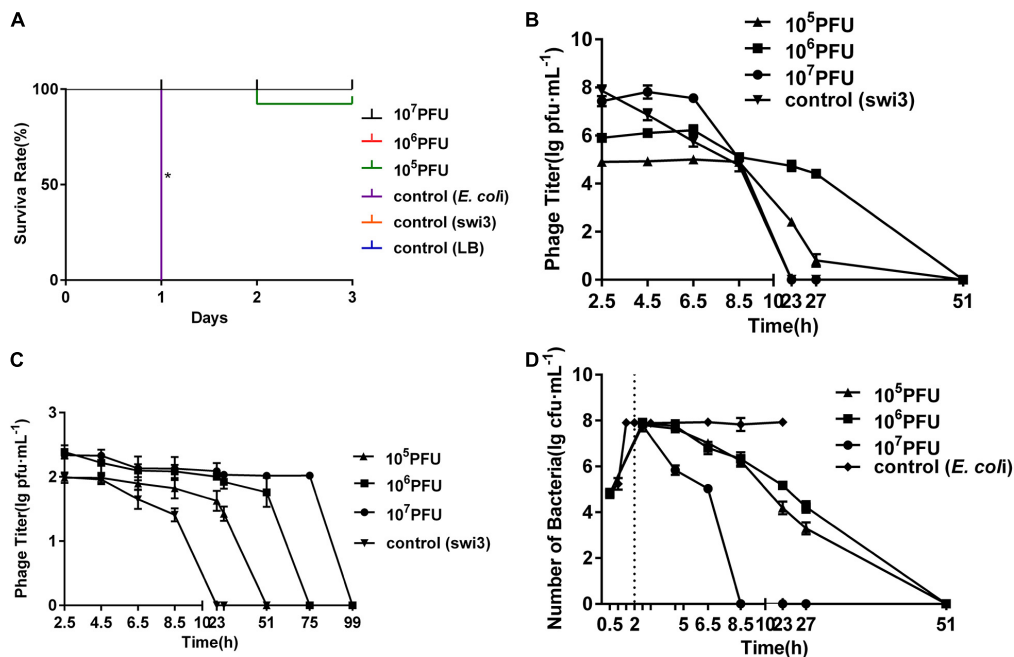 A
Surviva Rate(%)
100
50
0
0 1 2 3
Days
*
10⁷PFU
10⁶PFU
10⁵PFU
control (E. coli)
control (swi3)
control (LB)
B
Phage Titer(lg pfu·mL⁻¹)
10
8
6
4
2
0
2.5 4.5 6.5 8.5 10 23 27 51
Time(h)
10⁵PFU
10⁶PFU
10⁷PFU
control (swi3)
C
Phage Titer(lg pfu·mL⁻¹)
3
2
1
0
2.5 4.5 6.5 8.5 10 23 51 75 99
Time(h)
10⁵PFU
10⁶PFU
10⁷PFU
control (swi3)
D
Number of Bacteria(lg cfu·mL⁻¹)
10
8
6
4
2
0
0.5 2 5 6.5 8.5 10 23 27 51
Time(h)
10⁵PFU
10⁶PFU
10⁷PFU
control (E. coli)